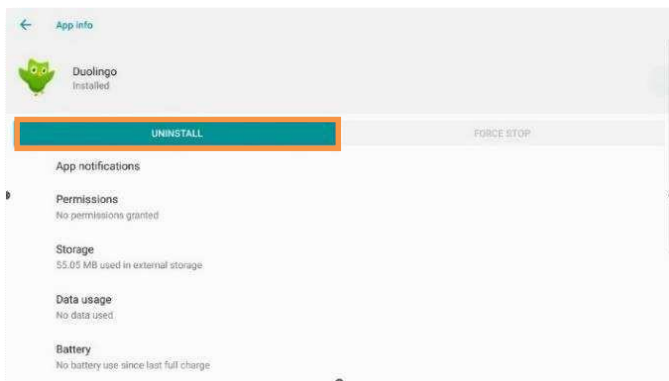 App info
Duolingo
Installed
UNINSTALL
FORCE STOP
App notifications
Permissions
No permissions granted
Storage
55.05 MB used in external storage
Data usage
No data used
Battery
No battery use since last full charge